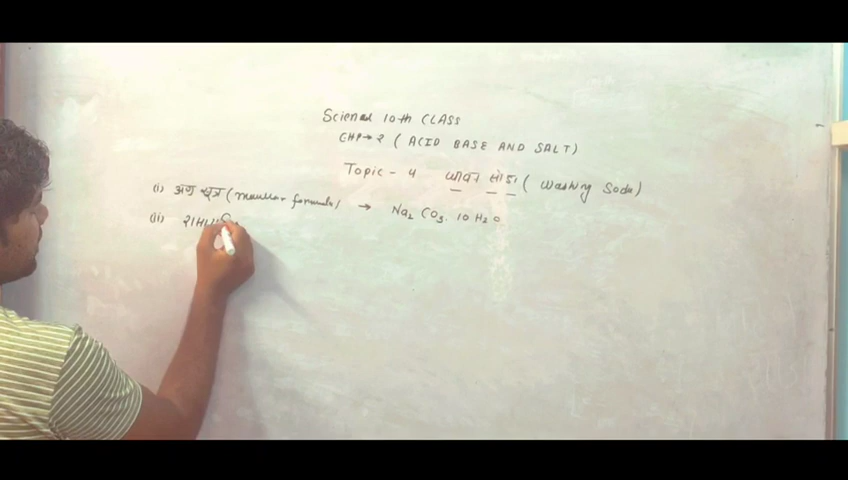 Science 10th CLASS
CHP→2 ( ACID BASE AND SALT )
Topic - 4 धावन सोडा ( Washing Soda )
(i) अणु सूत्र ( formula ) → Na₂ CO₃. 10 H₂O
(ii)